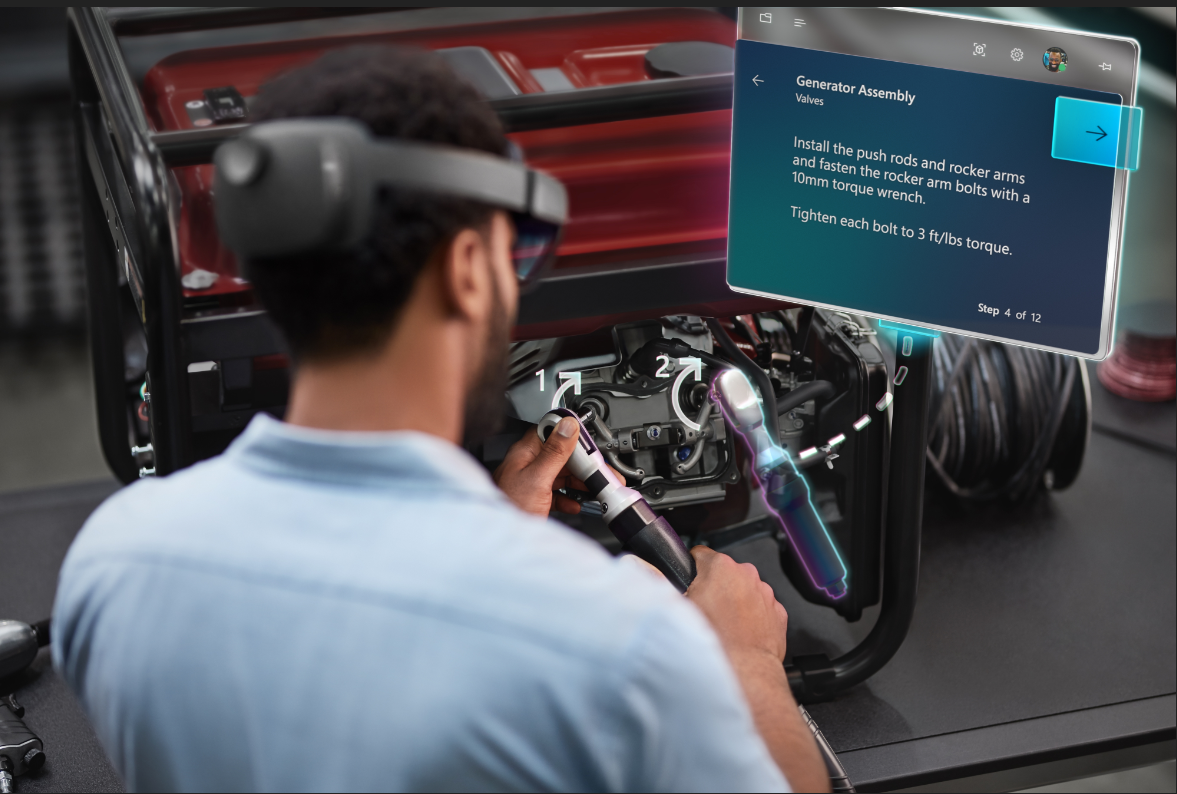 Generator Assembly
Valves
Install the push rods and rocker arms
and fasten the rocker arm bolts with a
10mm torque wrench.
Tighten each bolt to 3 ft/lbs torque.
Step 4 of 12
1
2